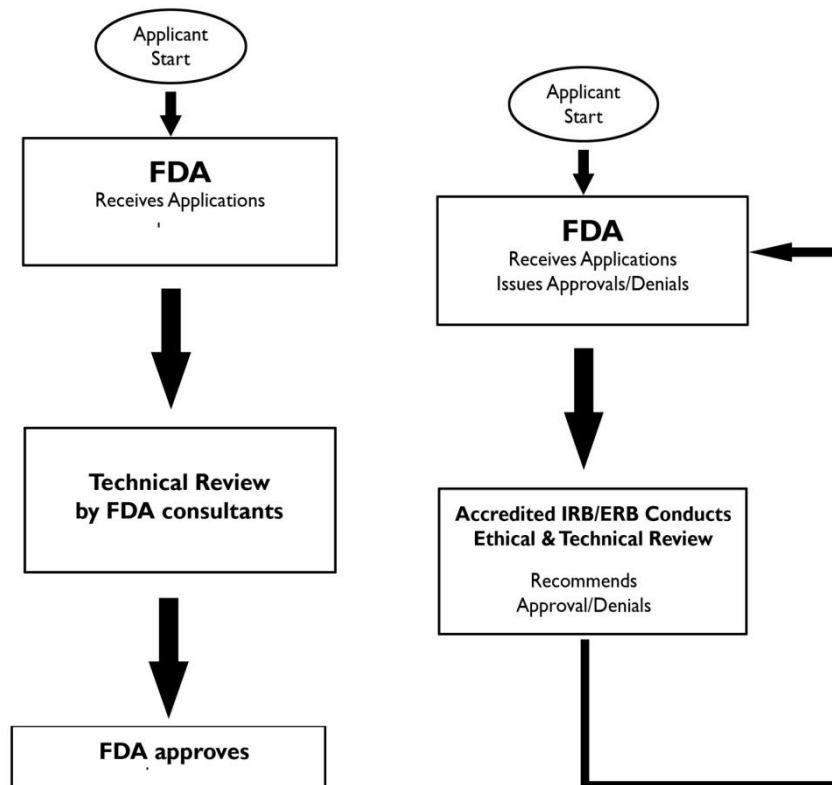 Applicant
Start
FDA
Receives Applications
Technical Review
by FDA consultants
FDA approves
Applicant
Start
FDA
Receives Applications
Issues Approvals/Denials
Accredited IRB/ERB Conducts
Ethical & Technical Review
Recommends
Approval/Denials